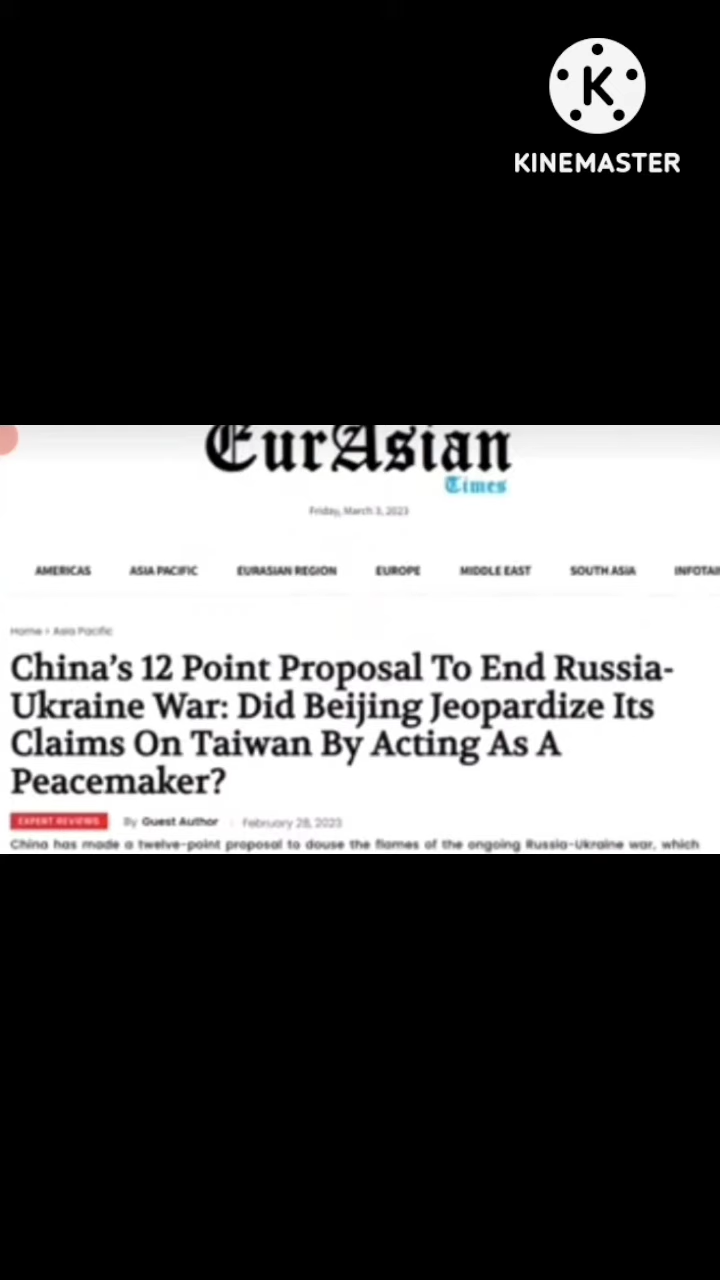 K
KINEMASTER
EurAsian
Times
Friday, March 3, 2023
AMERICAS ASIA PACIFIC EURASIAN REGION EUROPE MIDDLE EAST SOUTH ASIA INFOTAI
Home › Asia Pacific
China's 12 Point Proposal To End Russia-
Ukraine War: Did Beijing Jeopardize Its
Claims On Taiwan By Acting As A
Peacemaker?
EXPERT REVIEWS By Guest Author February 28, 2023
China has made a twelve-point proposal to douse the flames of the ongoing Russia-Ukraine war, which